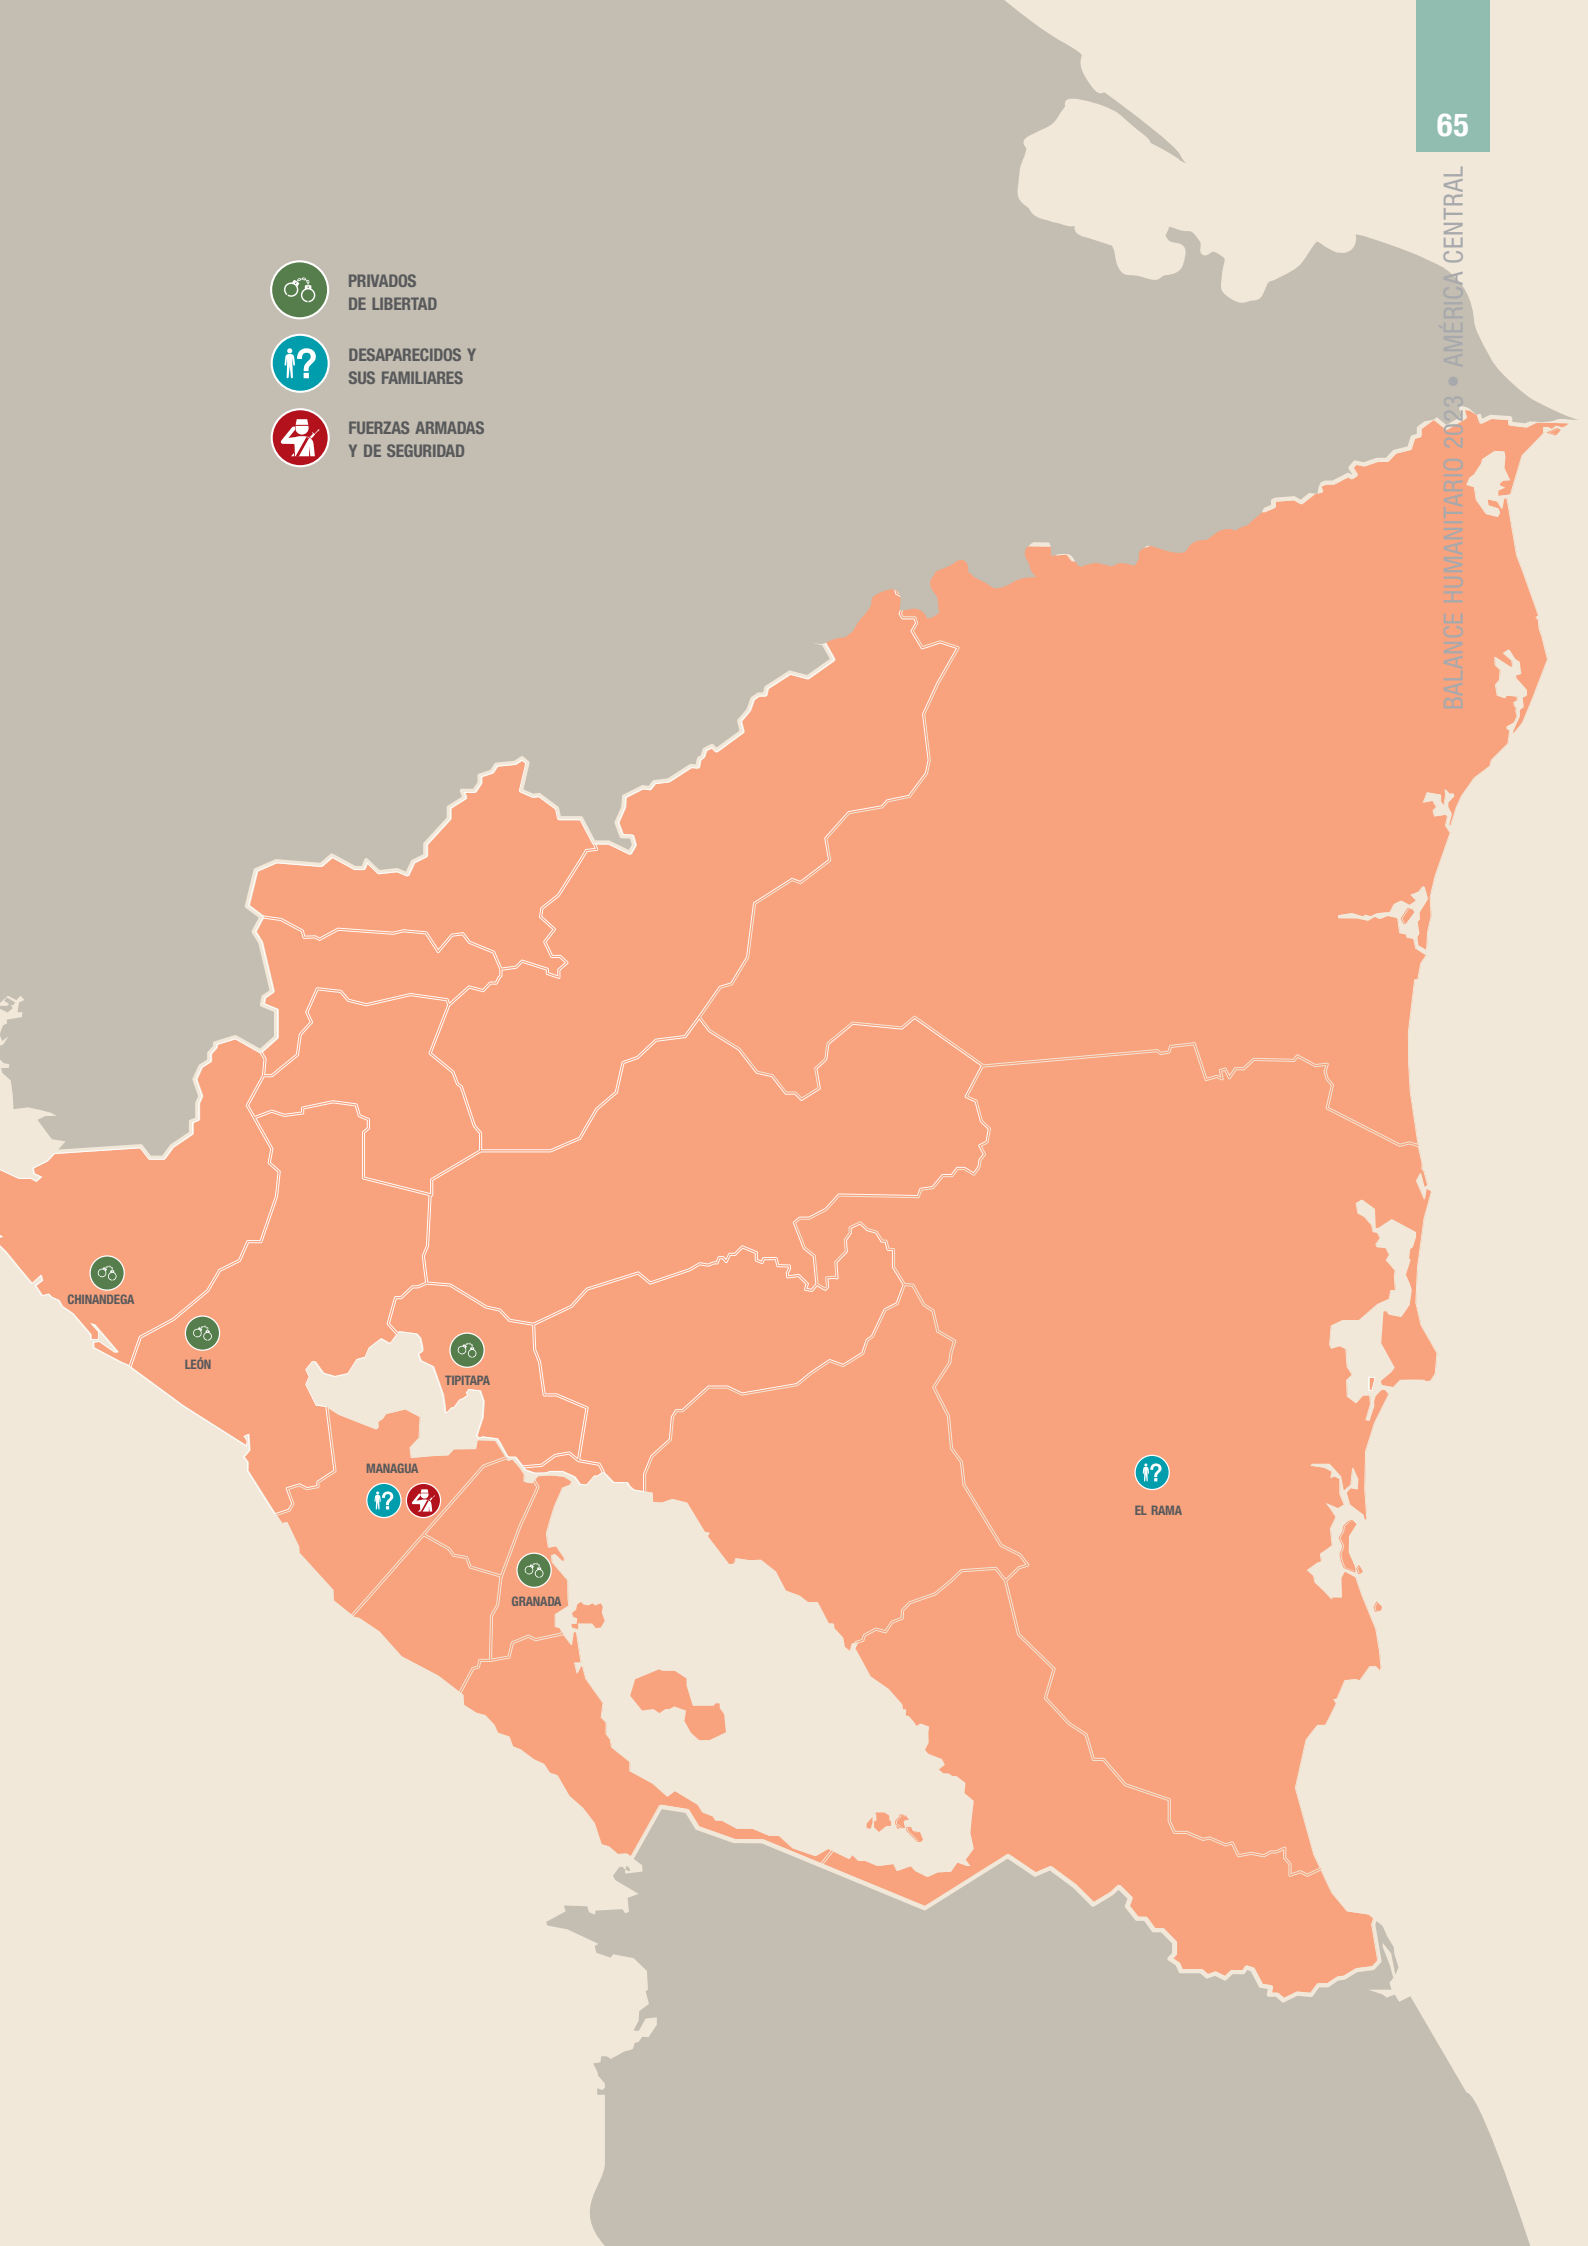 65
BALANCE HUMANITARIO 2023 • AMÉRICA CENTRAL
PRIVADOS
DE LIBERTAD
DESAPARECIDOS Y
SUS FAMILIARES
FUERZAS ARMADAS
Y DE SEGURIDAD
CHINANDEGA
LEÓN
TIPITAPA
MANAGUA
GRANADA
EL RAMA